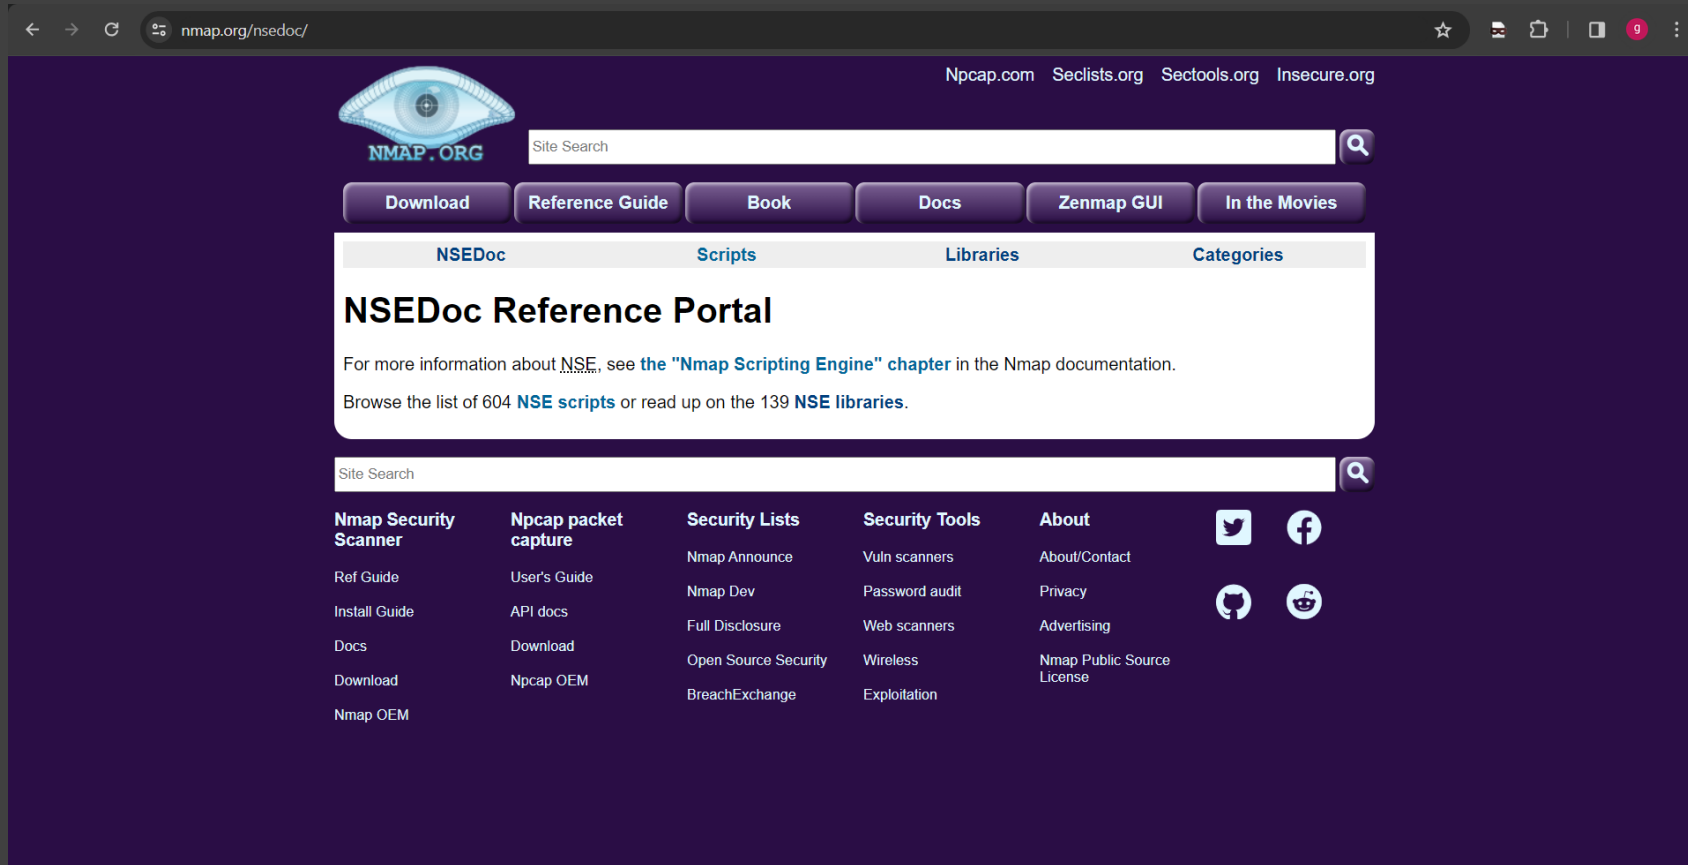 nmap.org/nsedoc/
g
Npcap.com Seclists.org Sectools.org Insecure.org
NMAP.ORG
Site Search
Download Reference Guide Book Docs Zenmap GUI In the Movies
NSEDoc Scripts Libraries Categories
NSEDoc Reference Portal
For more information about NSE, see the "Nmap Scripting Engine" chapter in the Nmap documentation.
Browse the list of 604 NSE scripts or read up on the 139 NSE libraries.
Site Search
Nmap Security
Scanner
Ref Guide
Install Guide
Docs
Download
Nmap OEM
Npcap packet
capture
User's Guide
API docs
Download
Npcap OEM
Security Lists
Nmap Announce
Nmap Dev
Full Disclosure
Open Source Security
BreachExchange
Security Tools
Vuln scanners
Password audit
Web scanners
Wireless
Exploitation
About
About/Contact
Privacy
Advertising
Nmap Public Source
License